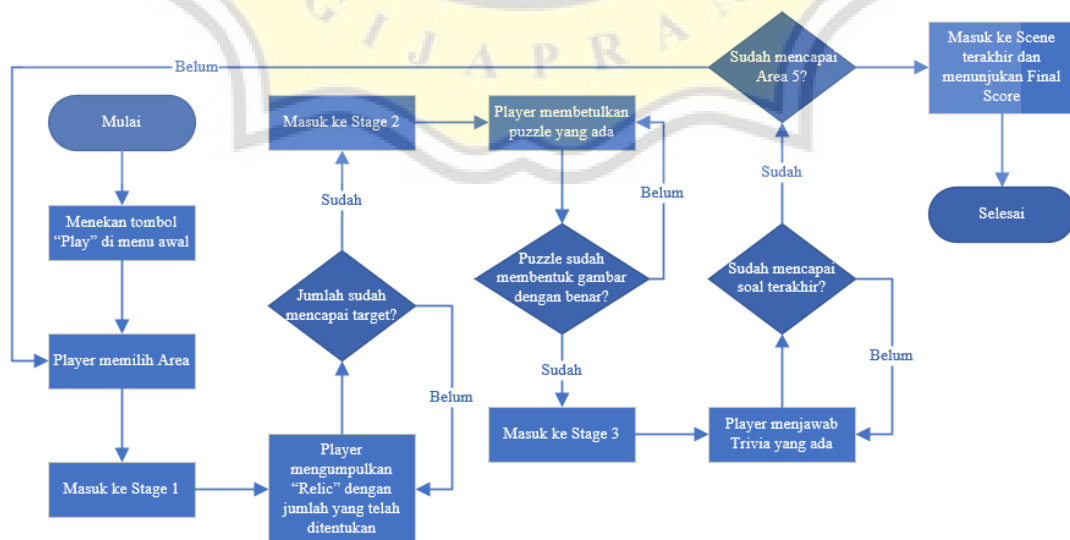 GIJAPRAN
Mulai
Menekan tombol
“Play” di menu awal
Player memilih Area
Masuk ke Stage 1
Player
mengumpulkan
“Relic” dengan
jumlah yang telah
ditentukan
Jumlah sudah
mencapai target?
Belum
Sudah
Masuk ke Stage 2
Player membetulkan
puzzle yang ada
Puzzle sudah
membentuk gambar
dengan benar?
Belum
Sudah
Masuk ke Stage 3
Player menjawab
Trivia yang ada
Sudah mencapai
soal terakhir?
Belum
Sudah
Sudah mencapai
Area 5?
Belum
Masuk ke Scene
terakhir dan
menunjukan Final
Score
Selesai